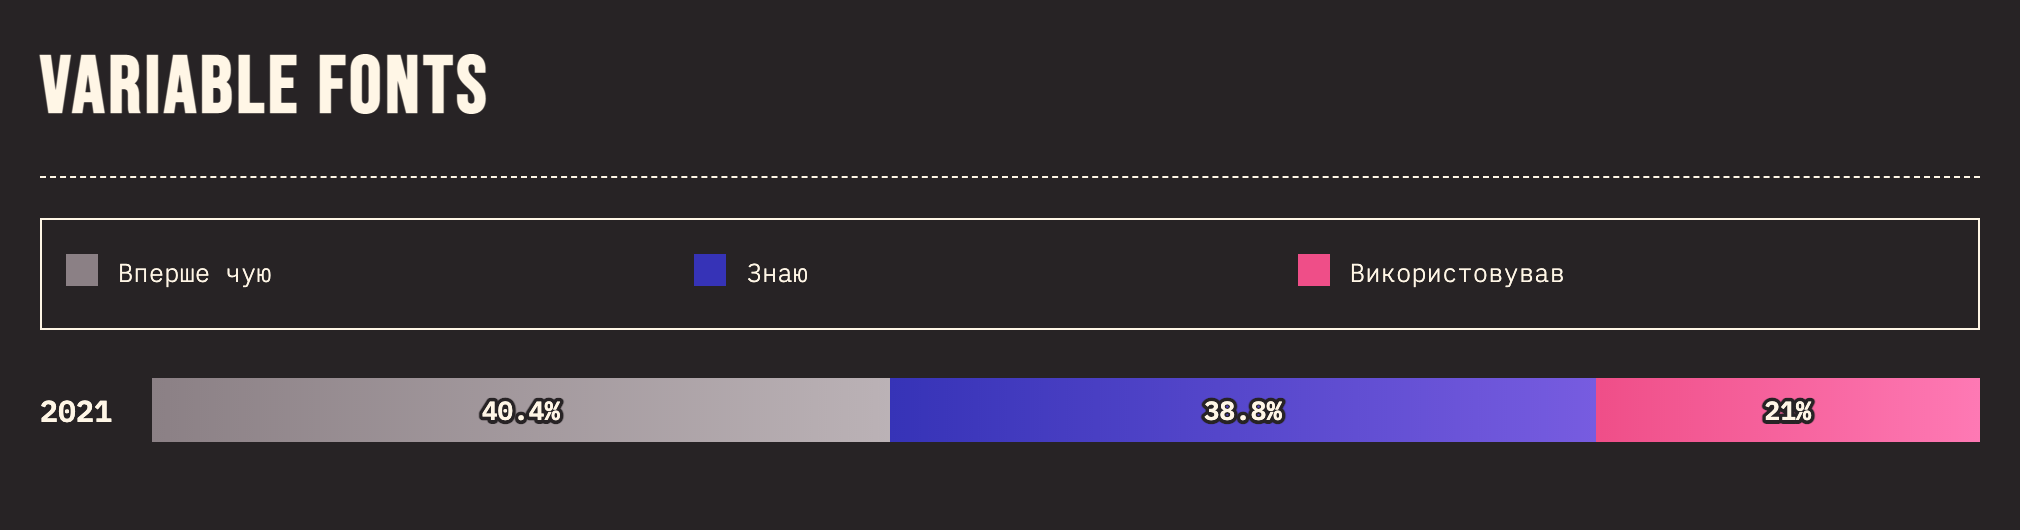 VARIABLE FONTS
Вперше чую
Знаю
Використовував
2021 40.4% 38.8% 21%